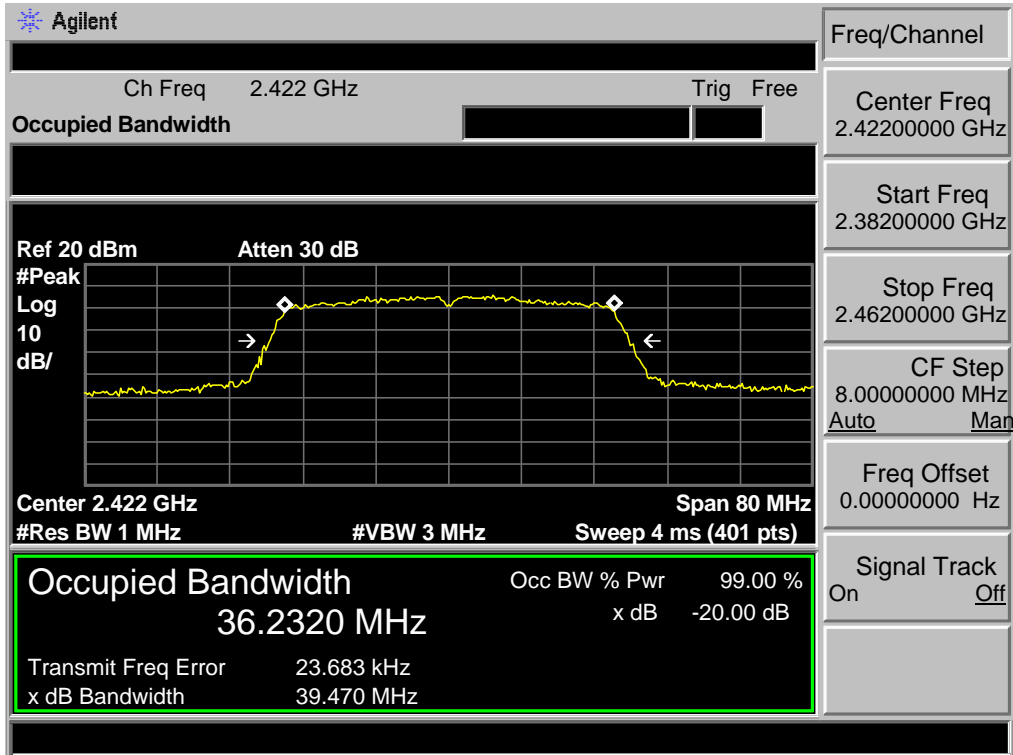 Agilent
Freq/Channel
Ch Freq 2.422 GHz Trig Free
Occupied Bandwidth
Center Freq
2.42200000 GHz
Start Freq
2.38200000 GHz
Stop Freq
2.46200000 GHz
CF Step
8.00000000 MHz
Auto Man
Freq Offset
0.00000000 Hz
Signal Track
On Off
Ref 20 dBm Atten 30 dB
#Peak
Log
10
dB/
Center 2.422 GHz Span 80 MHz
#Res BW 1 MHz #VBW 3 MHz Sweep 4 ms (401 pts)
Occupied Bandwidth
36.2320 MHz
Occ BW % Pwr 99.00 %
x dB -20.00 dB
Transmit Freq Error 23.683 kHz
x dB Bandwidth 39.470 MHz